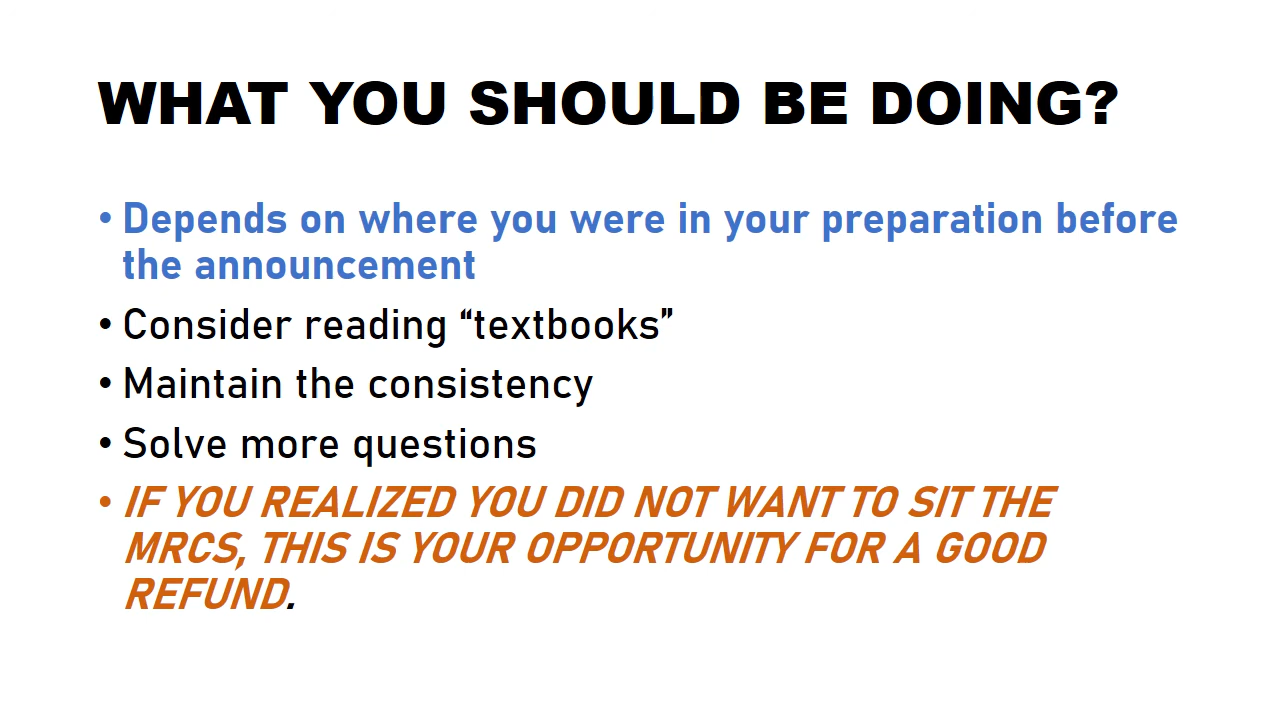 WHAT YOU SHOULD BE DOING?
• Depends on where you were in your preparation before
the announcement
• Consider reading “textbooks”
• Maintain the consistency
• Solve more questions
• IF YOU REALIZED YOU DID NOT WANT TO SIT THE
MRCS, THIS IS YOUR OPPORTUNITY FOR A GOOD
REFUND.